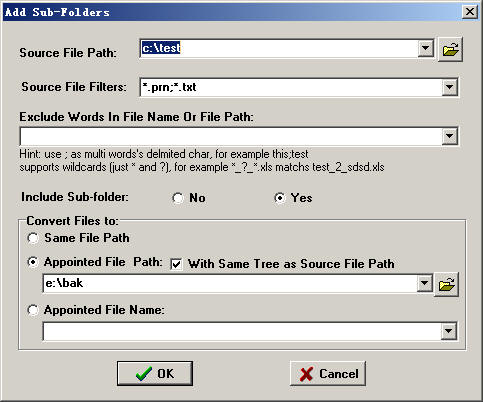 Add Sub-Folders
Source File Path: c:\test
Source File Filters: *.prn;*.txt
Exclude Words In File Name Or File Path:
Hint: use ; as multi words's delmited char, for example this;test
supports wildcards (just * and ?), for example *_?_*.xls matchs test_2_sdsd.xls
Include Sub-folder: No Yes
Convert Files to:
Same File Path
Appointed File Path: With Same Tree as Source File Path
e:\bak
Appointed File Name:
OK Cancel